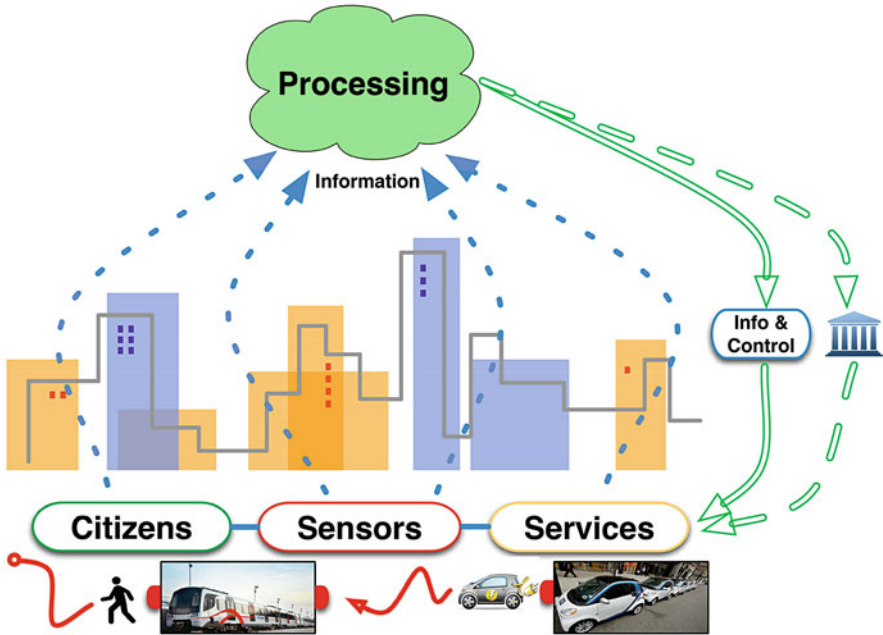 Processing
Information
Info &
Control
Citizens
Sensors
Services